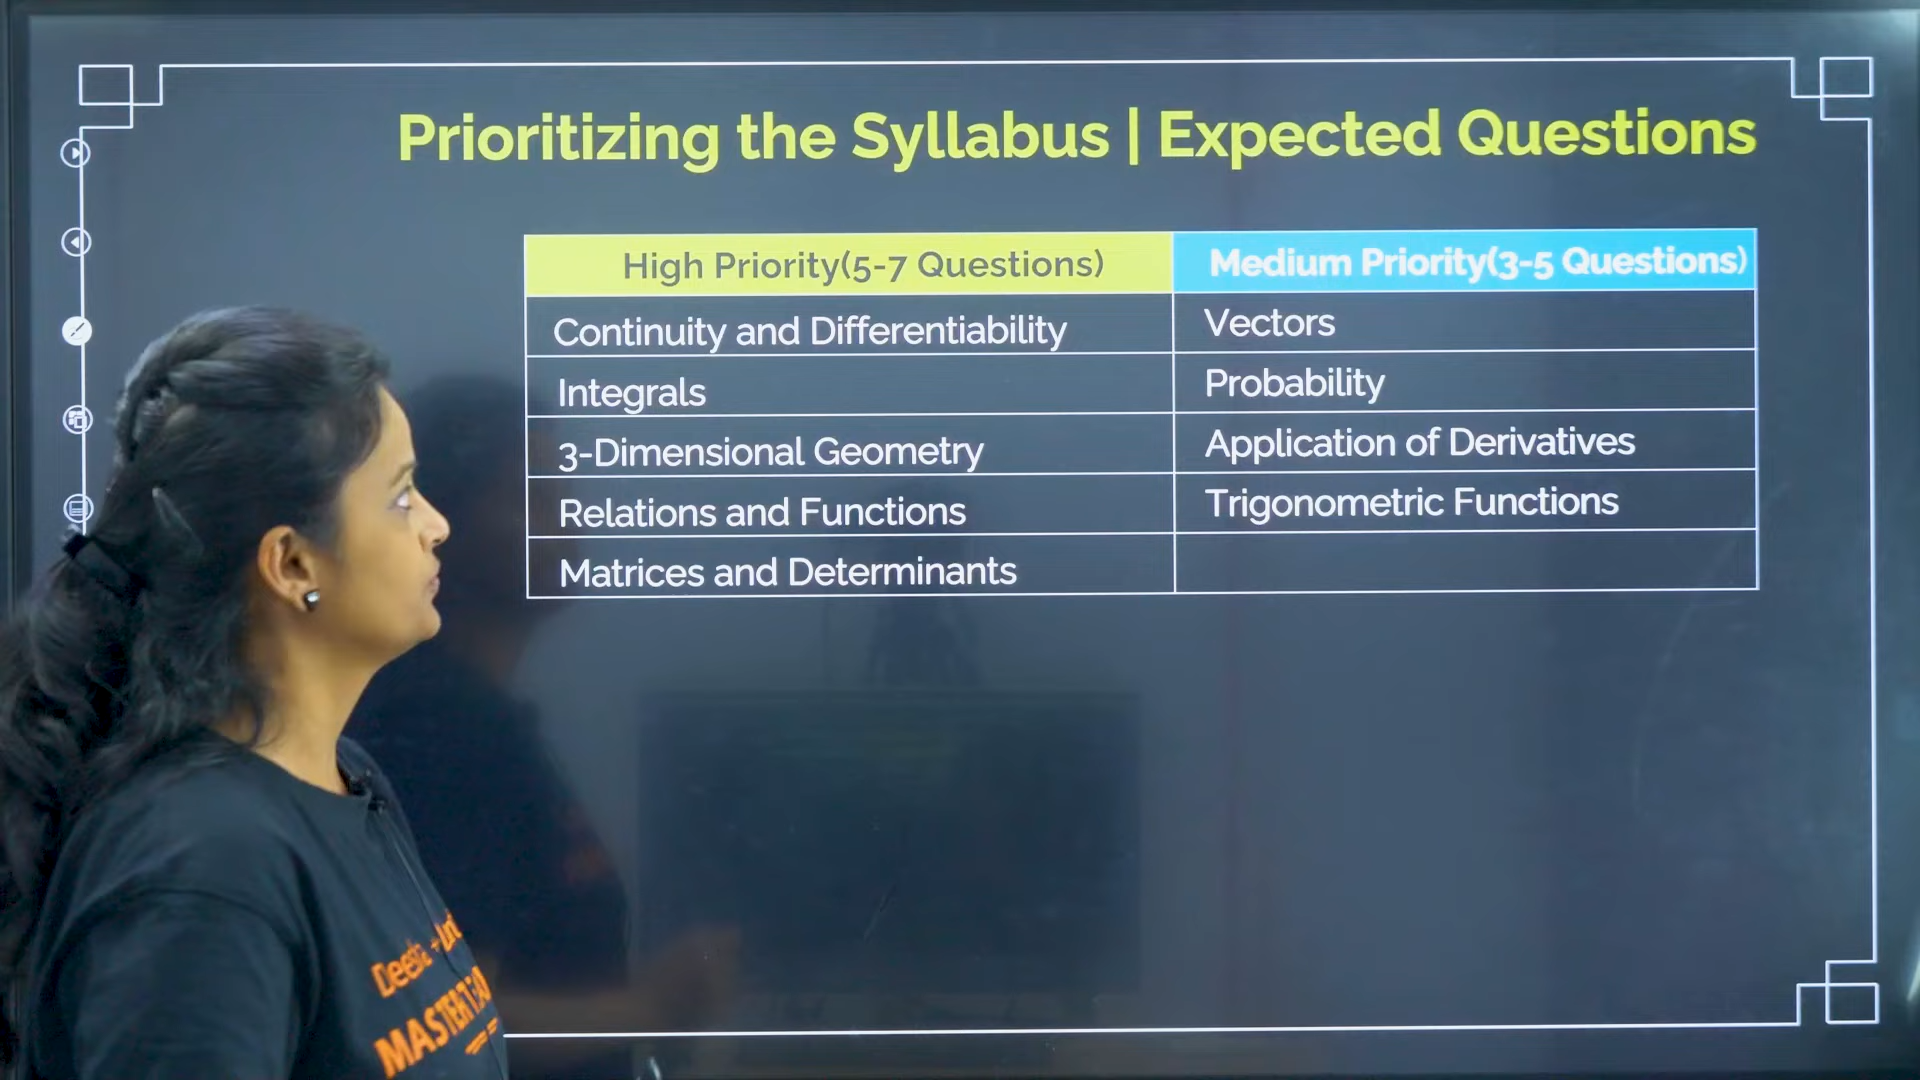 Prioritizing the Syllabus | Expected Questions
High Priority(5-7 Questions)
Medium Priority(3-5 Questions)
Continuity and Differentiability
Vectors
Integrals
Probability
3-Dimensional Geometry
Application of Derivatives
Relations and Functions
Trigonometric Functions
Matrices and Determinants